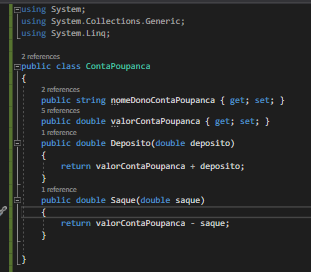 using System;
using System.Collections.Generic;
using System.Linq;
2 references
public class ContaPoupanca
{
2 references
public string nomeDonoContaPoupanca { get; set; }
5 references
public double valorContaPoupanca { get; set; }
1 reference
public double Deposito(double deposito)
{
return valorContaPoupanca + deposito;
}
1 reference
public double Saque(double saque)
{
return valorContaPoupanca - saque;
}
}